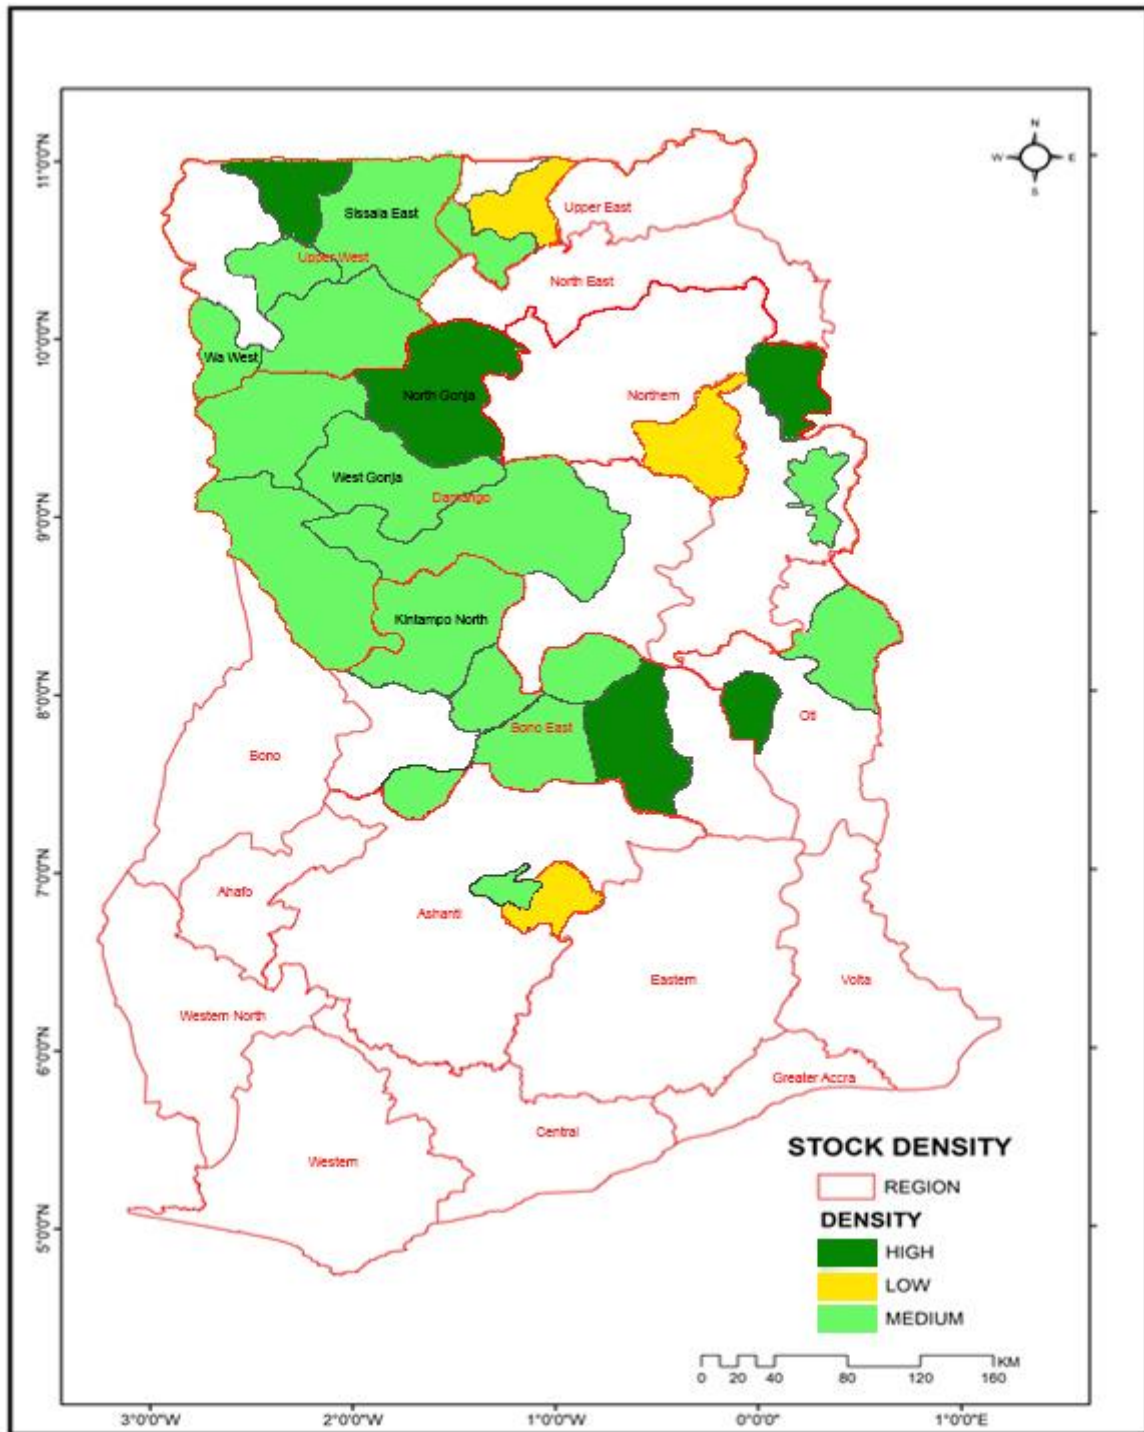 N
W E
S
11°0'0"N
10°0'0"N
9°0'0"N
8°0'0"N
7°0'0"N
6°0'0"N
5°0'0"N
Sissala East
Upper East
Upper West
North East
Wa West
North Gonja
Northern
West Gonja
Damango
Kintampo North
Oti
Bono East
Bono
Ahafo
Ashanti
Eastern
Volta
Western North
Greater Accra
Central
Western
STOCK DENSITY
REGION
DENSITY
HIGH
LOW
MEDIUM
KM
0 20 40 80 120 160
3°0'0"W 2°0'0"W 1°0'0"W 0°0'0" 1°0'0"E